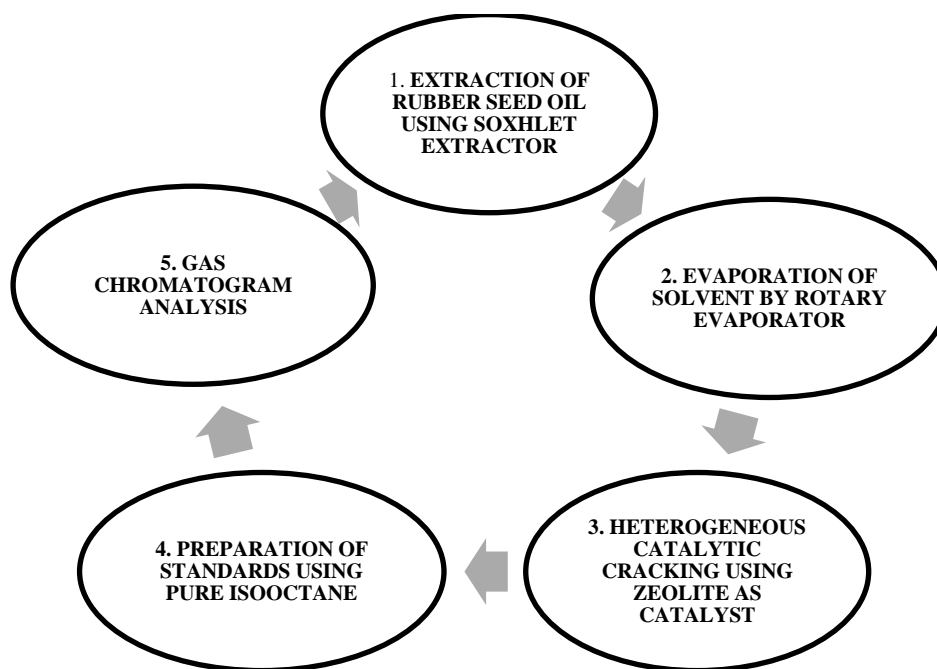 1. EXTRACTION OF
RUBBER SEED OIL
USING SOXHLET
EXTRACTOR
2. EVAPORATION OF
SOLVENT BY ROTARY
EVAPORATOR
3. HETEROGENEOUS
CATALYTIC
CRACKING USING
ZEOLITE AS
CATALYST
4. PREPARATION OF
STANDARDS USING
PURE ISOOCTANE
5. GAS
CHROMATOGRAM
ANALYSIS